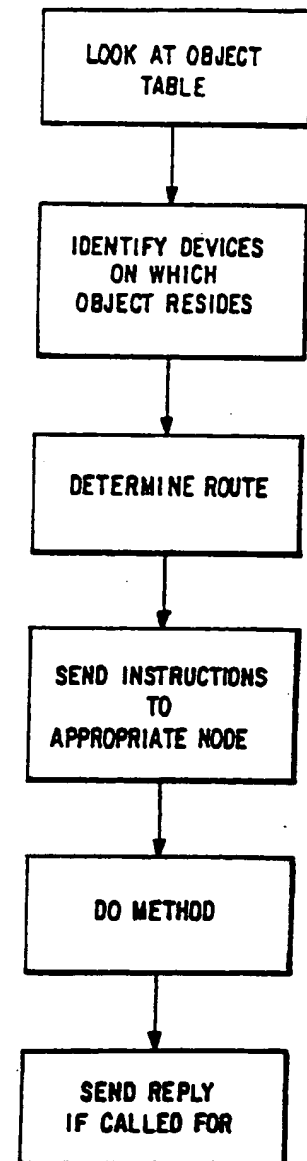 LOOK AT OBJECT
TABLE
IDENTIFY DEVICES
ON WHICH
OBJECT RESIDES
DETERMINE ROUTE
SEND INSTRUCTIONS
TO
APPROPRIATE NODE
DO METHOD
SEND REPLY
IF CALLED FOR